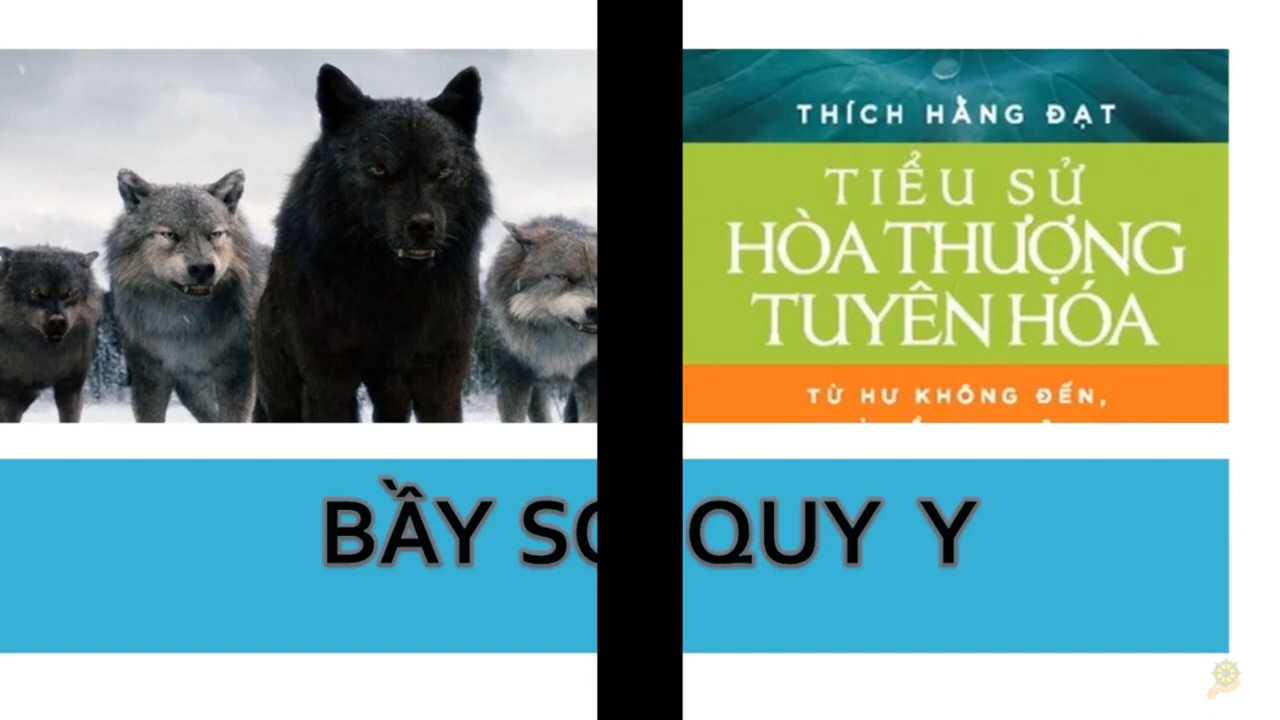 THÍCH HẰNG ĐẠT
TIỂU SỬ
HÒA THƯỢNG
TUYÊN HÓA
TỪ HƯ KHÔNG ĐẾN,
BẦY QUY Y